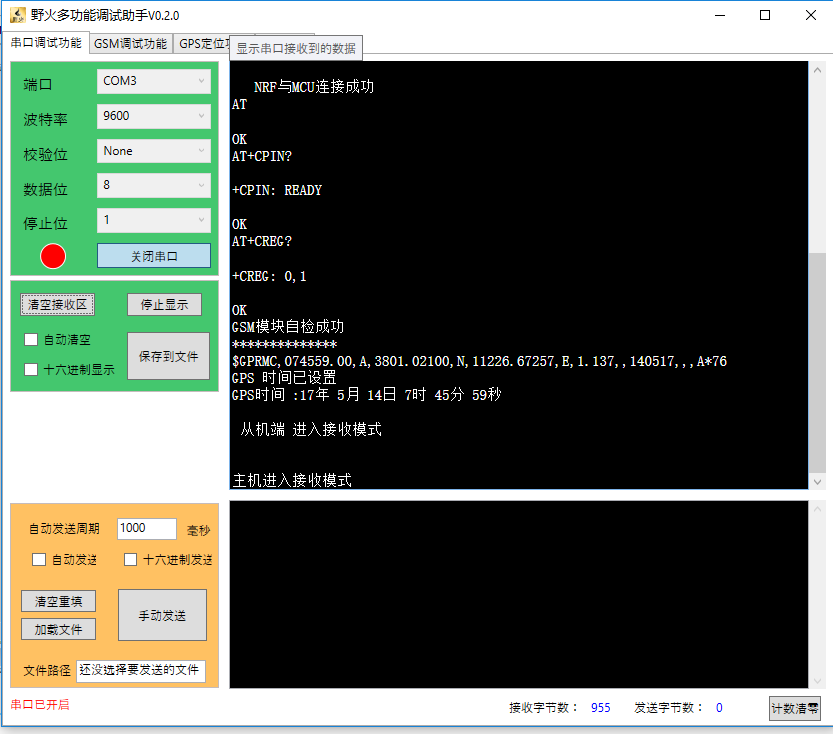 野火多功能调试助手V0.2.0
串口调试功能
GSM调试功能
GPS定位
显示串口接收到的数据
端口
COM3
波特率
9600
校验位
None
数据位
8
停止位
1
关闭串口
清空接收区
停止显示
自动清空
十六进制显示
保存到文件
NRF与MCU连接成功
AT
OK
AT+CPIN?
+CPIN: READY
OK
AT+CREG?
+CREG: 0,1
OK
GSM模块自检成功
**************
$GPRMC,074559.00,A,3801.02100,N,11226.67257,E,1.137,,140517,,,A*76
GPS 时间已设置
GPS时间 :17年 5月 14日 7时 45分 59秒
从机端 进入接收模式
主机进入接收模式
自动发送周期
1000
毫秒
自动发送
十六进制发送
清空重填
加载文件
手动发送
文件路径
还没选择要发送的文件
串口已开启
接收字节数： 955
发送字节数： 0
计数清零